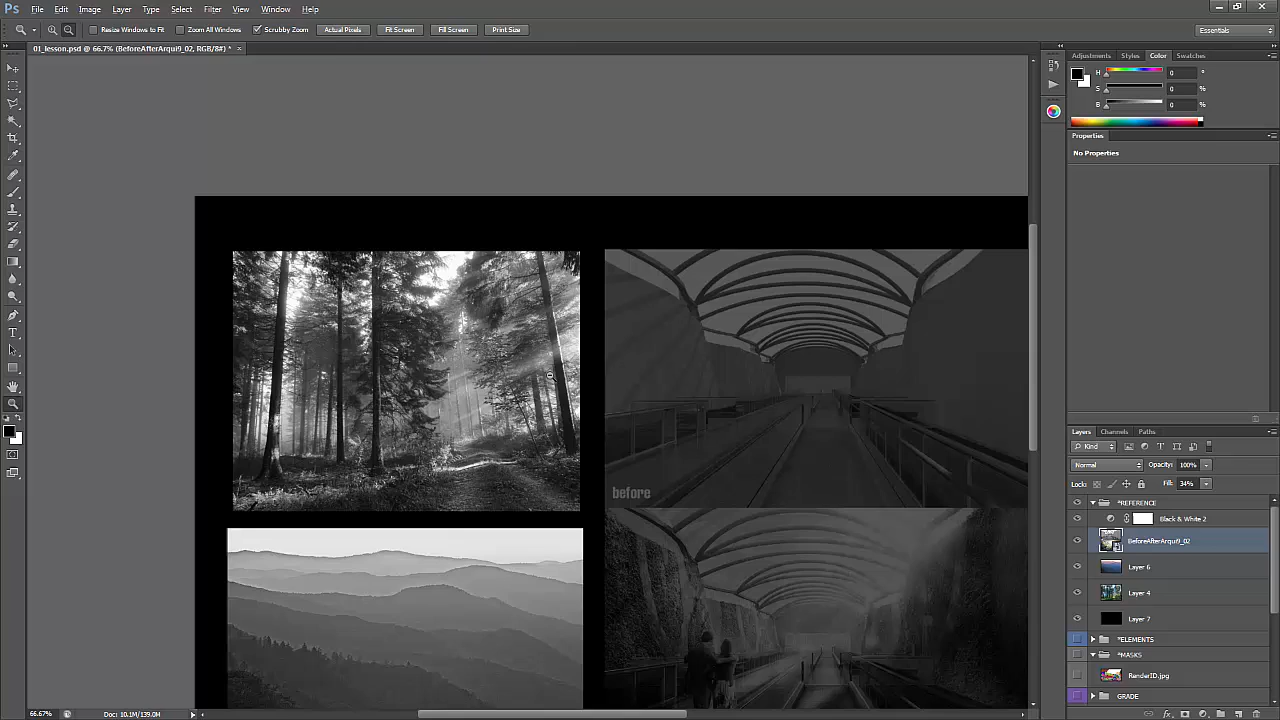 Ps File Edit Image Layer Type Select Filter View Window Help
Resize Windows to Fit Zoom All Windows Scrubby Zoom Actual Pixels Fit Screen Fill Screen Print Size Essentials
01_lesson.psd @ 66.7% (BeforeAfterArqui9_02, RGB/8#) * ×
Adjustments Styles Color Swatches
H 0 °
S 0 %
B 0 %
Properties
No Properties
before
Layers Channels Paths
Kind
Normal Opacity: 100%
Lock: Fill: 34%
*REFERENCE
Black & White 2
BeforeAfterArqui9_02
Layer 6
Layer 4
Layer 7
*ELEMENTS
*MASKS
RenderID.jpg
GRADE
66.67% Doc: 10.1M/139.0M
fx